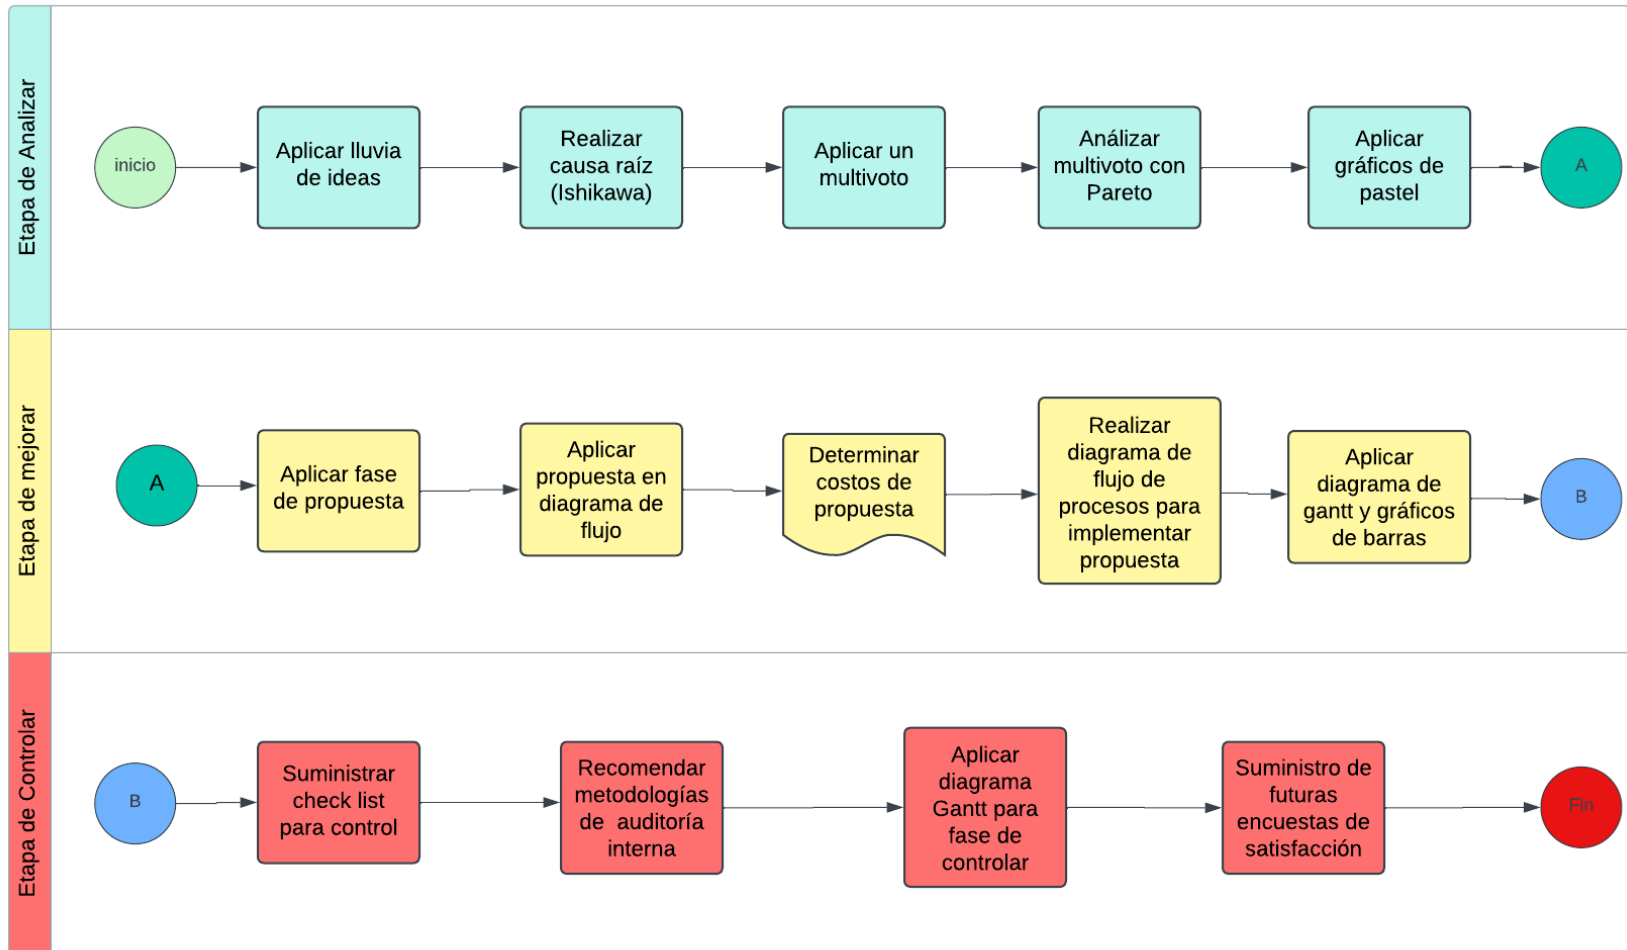 Etapa de Analizar
inicio
Aplicar lluvia
de ideas
Realizar
causa raíz
(Ishikawa)
Aplicar un
multivoto
Análizar
multivoto con
Pareto
Aplicar
gráficos de
pastel
A
Etapa de mejorar
A
Aplicar fase
de propuesta
Aplicar
propuesta en
diagrama de
flujo
Determinar
costos de
propuesta
Realizar
diagrama de
flujo de
procesos para
implementar
propuesta
Aplicar
diagrama de
gantt y gráficos
de barras
B
Etapa de Controlar
B
Suministrar
check list
para control
Recomendar
metodologías
de auditoría
interna
Aplicar
diagrama
Gantt para
fase de
controlar
Suministro de
futuras
encuestas de
satisfacción
Fin